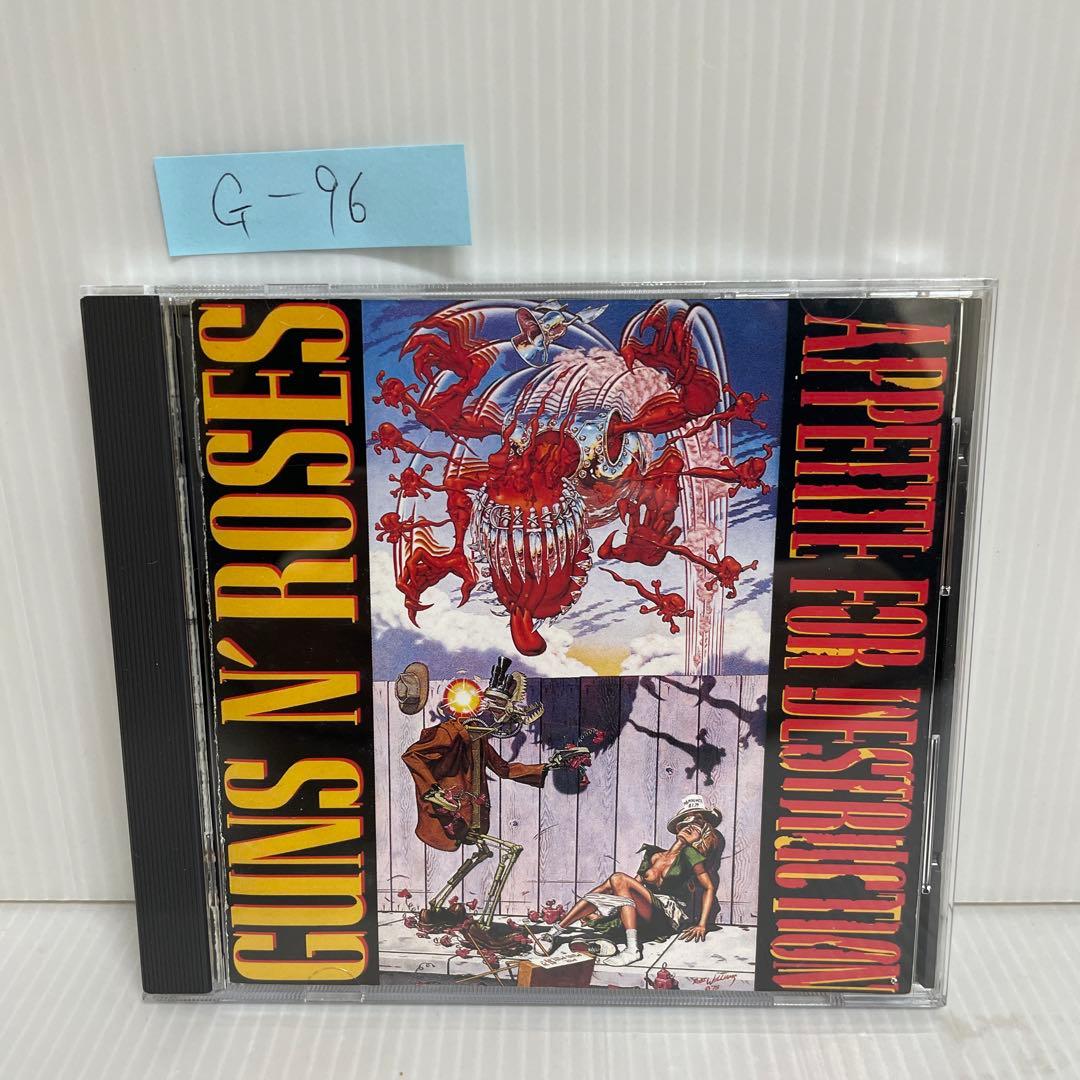 G-96
GUNS N' ROSES
APPETITE FOR DESTRUCTION